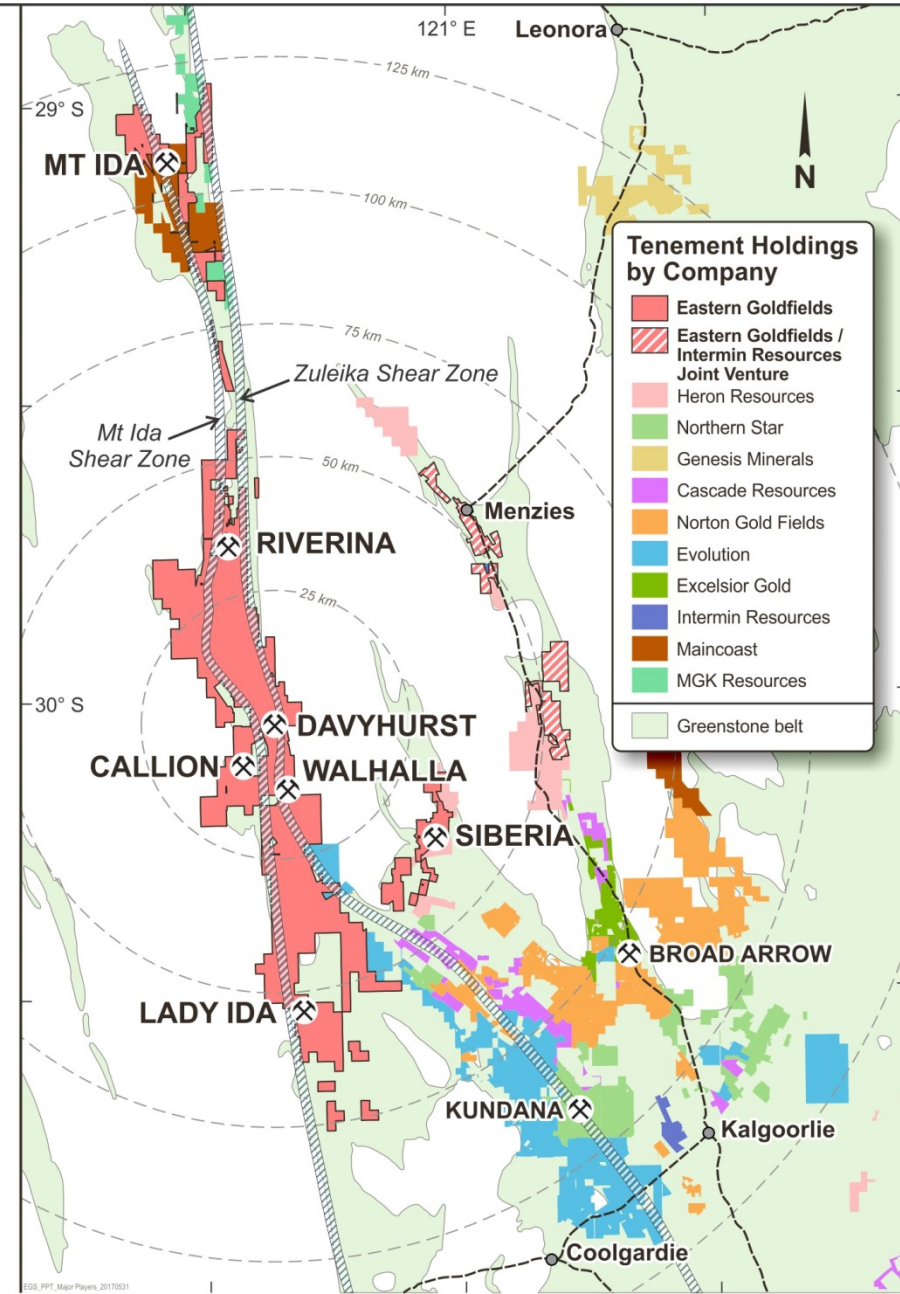 121° E
Leonora
125 km
29° S
MT IDA
N
100 km
Tenement Holdings
by Company
Eastern Goldfields
Eastern Goldfields /
Intermin Resources
Joint Venture
Heron Resources
Northern Star
Genesis Minerals
Cascade Resources
Norton Gold Fields
Evolution
Excelsior Gold
Intermin Resources
Maincoast
MGK Resources
Greenstone belt
75 km
Zuleika Shear Zone
Mt Ida
Shear Zone
50 km
Menzies
RIVERINA
25 km
30° S
DAVYHURST
CALLION
WALHALLA
SIBERIA
BROAD ARROW
LADY IDA
KUNDANA
Kalgoorlie
Coolgardie
EGS_PPT_Major Players_20170531